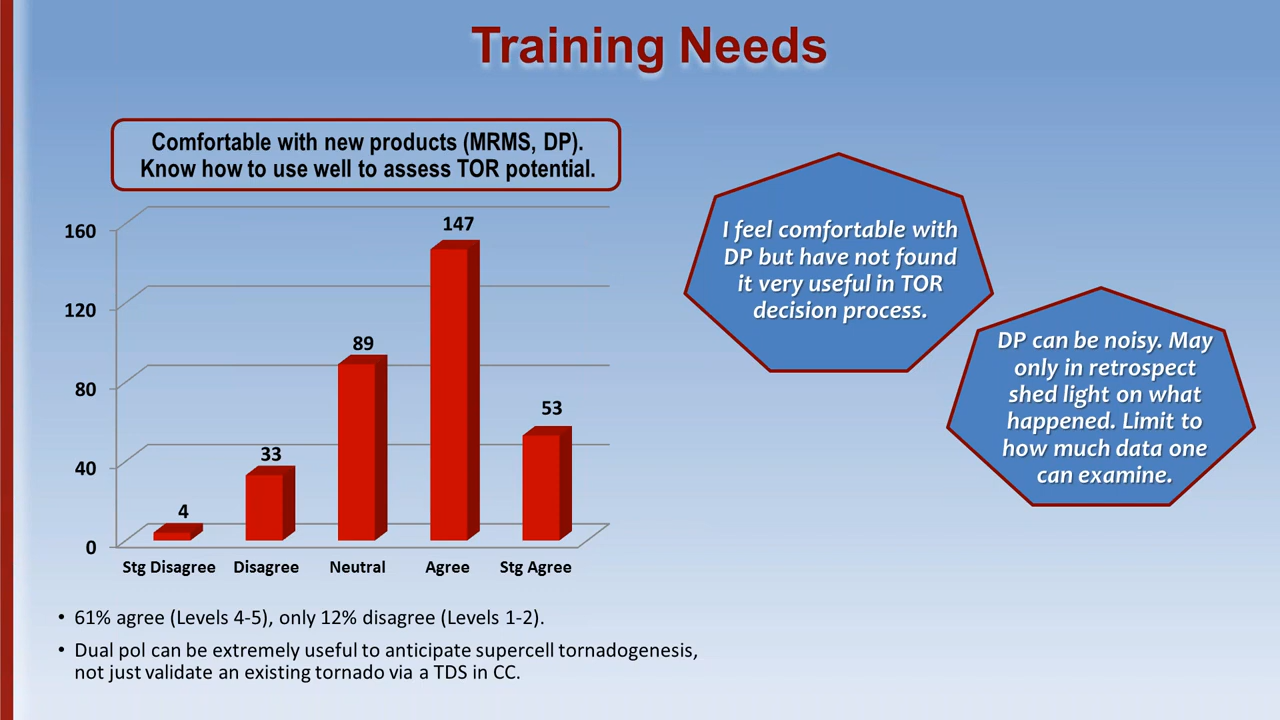 Training Needs
Comfortable with new products (MRMS, DP).
Know how to use well to assess TOR potential.
160
120
80
40
0
4
33
89
147
53
Stg Disagree
Disagree
Neutral
Agree
Stg Agree
I feel comfortable with
DP but have not found
it very useful in TOR
decision process.
DP can be noisy. May
only in retrospect
shed light on what
happened. Limit to
how much data one
can examine.
• 61% agree (Levels 4-5), only 12% disagree (Levels 1-2).
• Dual pol can be extremely useful to anticipate supercell tornadogenesis,
not just validate an existing tornado via a TDS in CC.